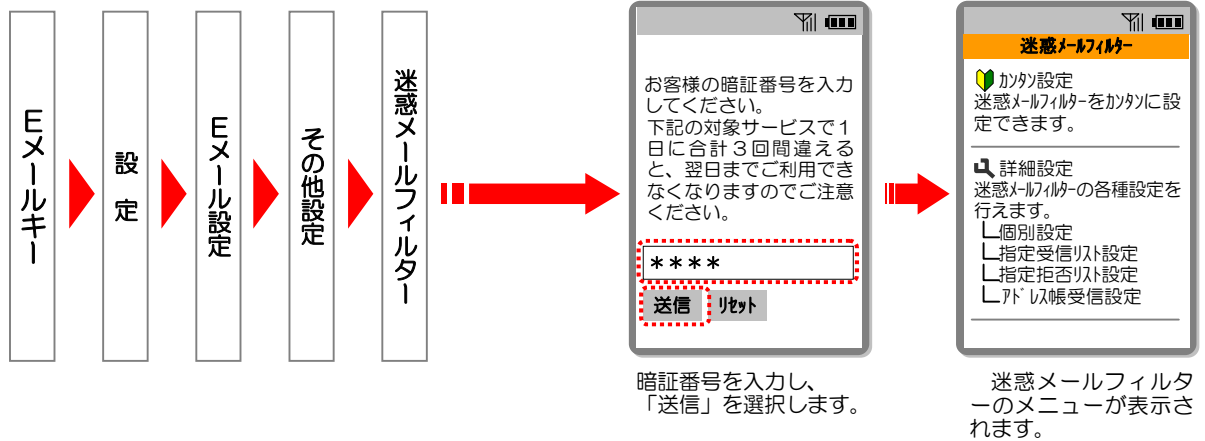 Eメールキー
設定
Eメール設定
その他設定
迷惑メールフィルター
お客様の暗証番号を入力
してください。
下記の対象サービスで１
日に合計３回間違える
と、翌日までご利用でき
なくなりますのでご注意
ください。
＊＊＊＊
送信 ﾘｾｯﾄ
暗証番号を入力し、
「送信」を選択します。
迷惑ﾒｰﾙﾌｨﾙﾀｰ
ｶﾝﾀﾝ設定
迷惑ﾒｰﾙﾌｨﾙﾀｰをｶﾝﾀﾝに設
定できます。
詳細設定
迷惑ﾒｰﾙﾌｨﾙﾀｰの各種設定を
行えます。
個別設定
指定受信ﾘｽﾄ設定
指定拒否ﾘｽﾄ設定
ｱﾄﾞﾚｽ帳受信設定
迷惑メールフィルタ
ーのメニューが表示さ
れます。